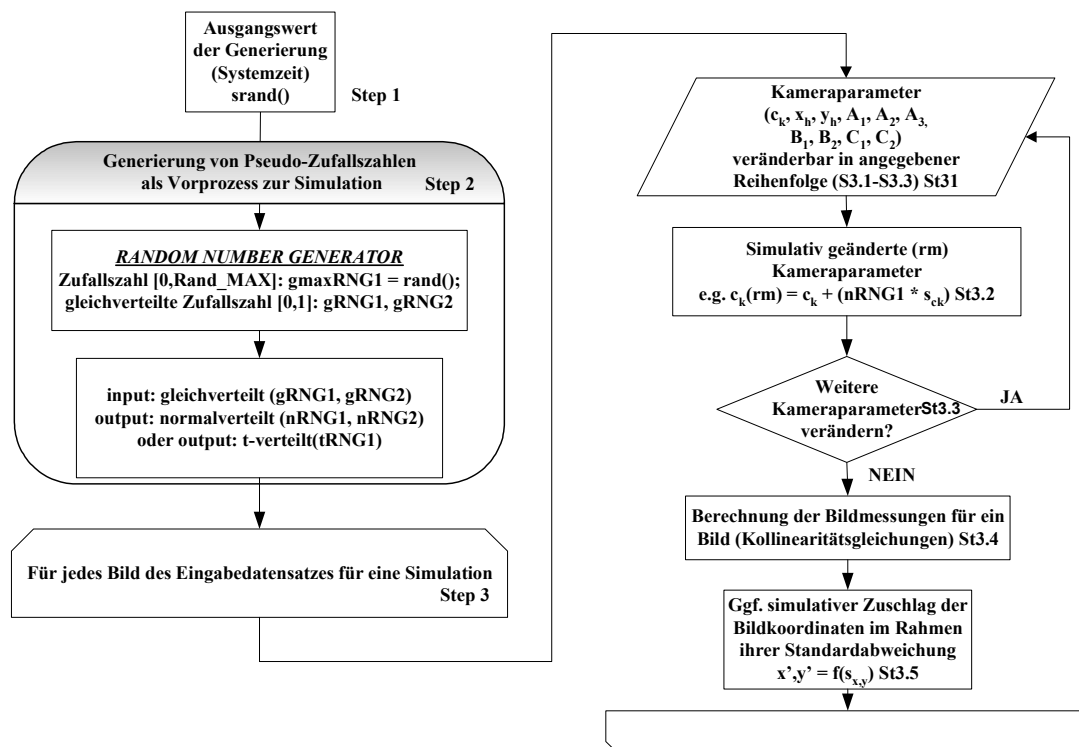 Ausgangswert
der Generierung
(Systemzeit)
srand()
Step 1
Generierung von Pseudo-Zufallszahlen
als Vorprozess zur Simulation
Step 2
RANDOM NUMBER GENERATOR
Zufallszahl [0,Rand_MAX]: gmaxRNG1 = rand();
gleichverteilte Zufallszahl [0,1]: gRNG1, gRNG2
input: gleichverteilt (gRNG1, gRNG2)
output: normalverteilt (nRNG1, nRNG2)
oder output: t-verteilt(tRNG1)
Für jedes Bild des Eingabedatensatzes für eine Simulation
Step 3
Kameraparameter
(ck, xh, yh, A1, A2, A3,
B1, B2, C1, C2)
veränderbar in angegebener
Reihenfolge (S3.1-S3.3) St31
Simulativ geänderte (rm)
Kameraparameter
e.g. ck(rm) = ck + (nRNG1 * sck) St3.2
Weitere
Kameraparameter St3.3
verändern?
JA
NEIN
Berechnung der Bildmessungen für ein
Bild (Kollinearitätsgleichungen) St3.4
Ggf. simulativer Zuschlag der
Bildkoordinaten im Rahmen
ihrer Standardabweichung
x’,y’ = f(sx,y) St3.5